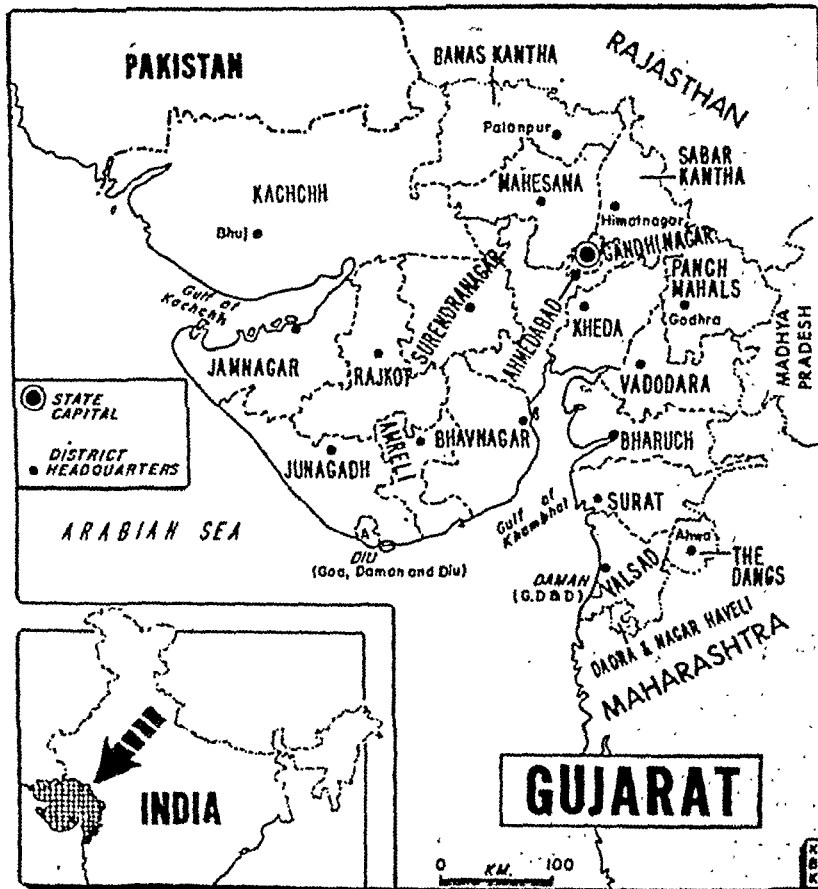 PAKISTAN
BANAS KANTHA
RAJASTHAN
Palanpur
SABAR
KANTHA
MAHESANA
KACHCHH
Himatnagar
Bhuj
GANDHINAGAR
PANCH
MAHALS
Gulf of
Kachchh
SURENDRANAGAR
AHMEDABAD
KHEDA
Godhra
MADHYA
PRADESH
JAMNAGAR
RAJKOT
VADODARA
STATE
CAPITAL
DISTRICT
HEADQUARTERS
AMRELI
BHAVNAGAR
BHARUCH
JUNAGADH
Gulf of
Khambhat
SURAT
ARABIAN SEA
A
DIU
(Goa, Daman and Diu)
Ahwa
THE
DANGS
DAMAN
(G.D & D)
VALSAD
DADRA & NAGAR HAVELI
MAHARASHTRA
INDIA
GUJARAT
0 KM. 100
K
B
K